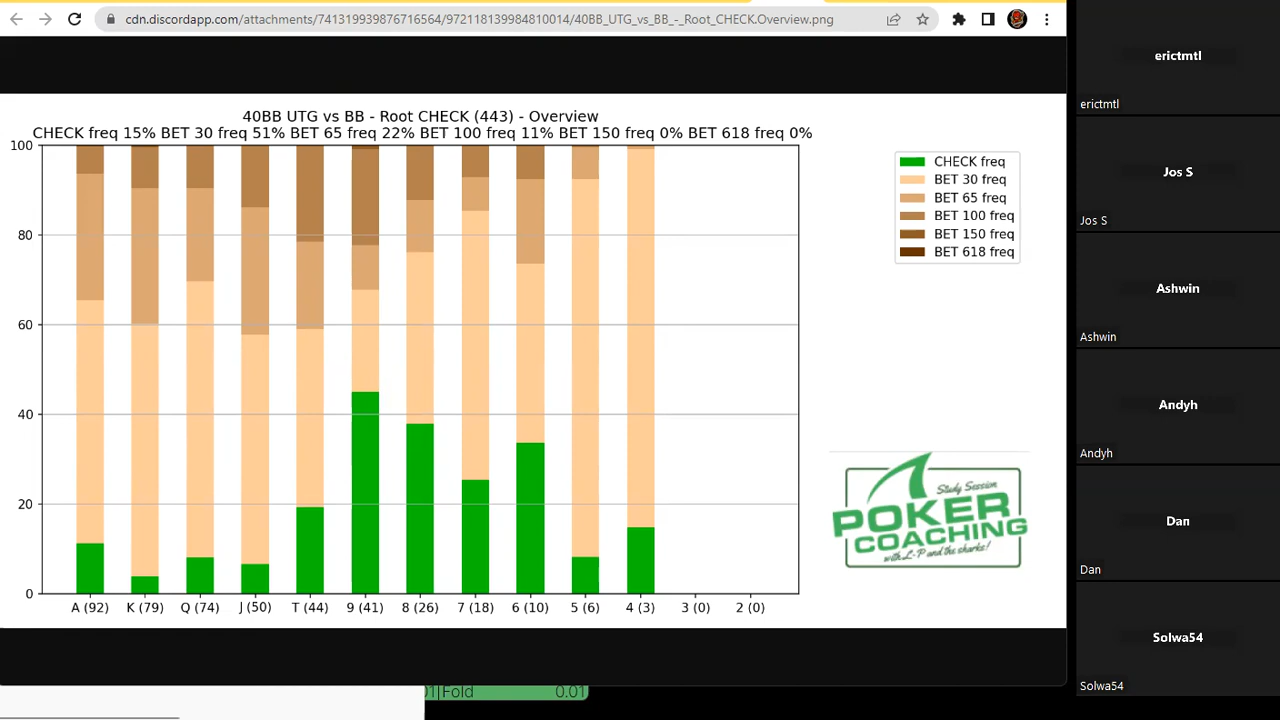 cdn.discordapp.com/attachments/741319939876716564/972118139984810014/40BB_UTG_vs_BB_-_Root_CHECK.Overview.png
40BB UTG vs BB - Root CHECK (443) - Overview
CHECK freq 15% BET 30 freq 51% BET 65 freq 22% BET 100 freq 11% BET 150 freq 0% BET 618 freq 0%
100
80
60
40
20
0
A (92) K (79) Q (74) J (50) T (44) 9 (41) 8 (26) 7 (18) 6 (10) 5 (6) 4 (3) 3 (0) 2 (0)
CHECK freq
BET 30 freq
BET 65 freq
BET 100 freq
BET 150 freq
BET 618 freq
Study Session
POKER
COACHING
with L-P and the sharks!
01|Fold 0.01
erictmtl
erictmtl
Jos S
Jos S
Ashwin
Ashwin
Andyh
Andyh
Dan
Dan
Solwa54
Solwa54